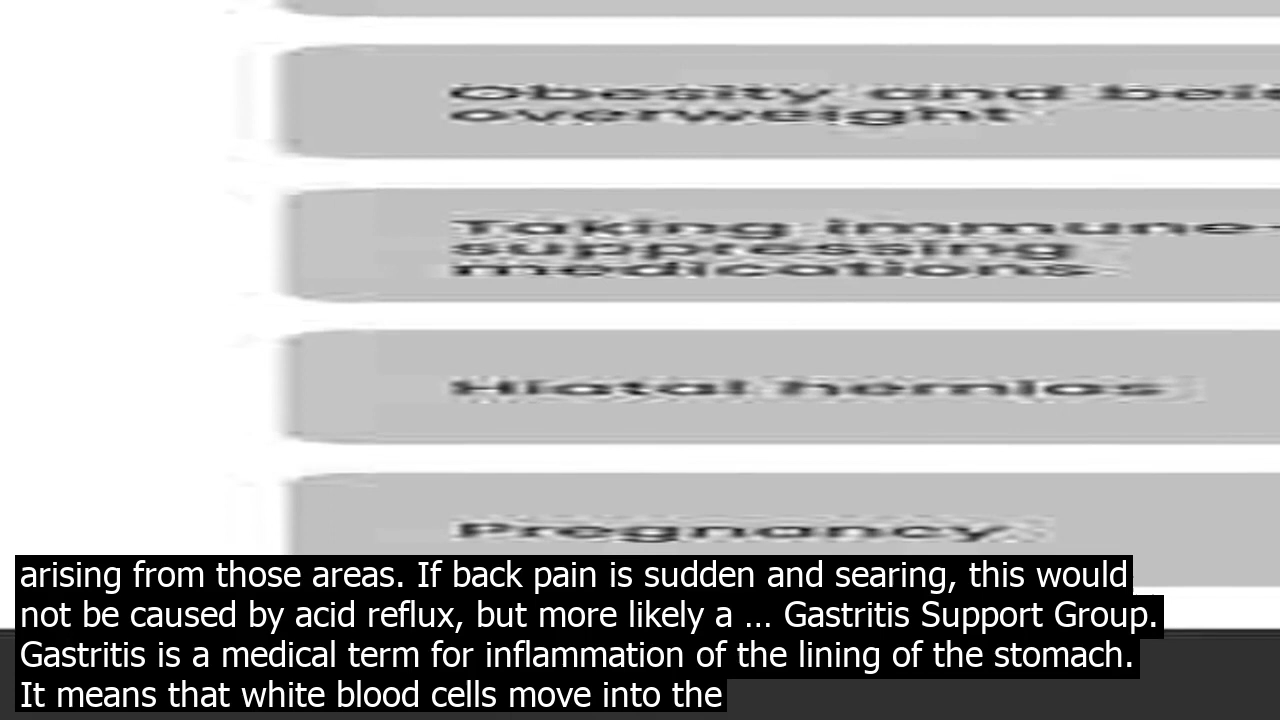 Obesity and
overweight
Taking immune-
suppressing
medications
Hiatal hernias
Pregnancy
arising from those areas. If back pain is sudden and searing, this would
not be caused by acid reflux, but more likely a ... Gastritis Support Group.
Gastritis is a medical term for inflammation of the lining of the stomach.
It means that white blood cells move into the